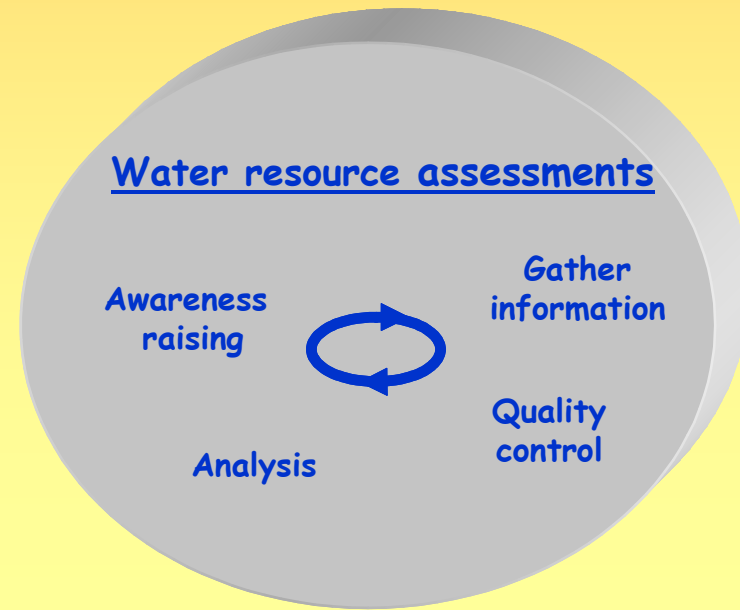 Water resource assessments
Awareness
raising
Gather
information
Quality
control
Analysis